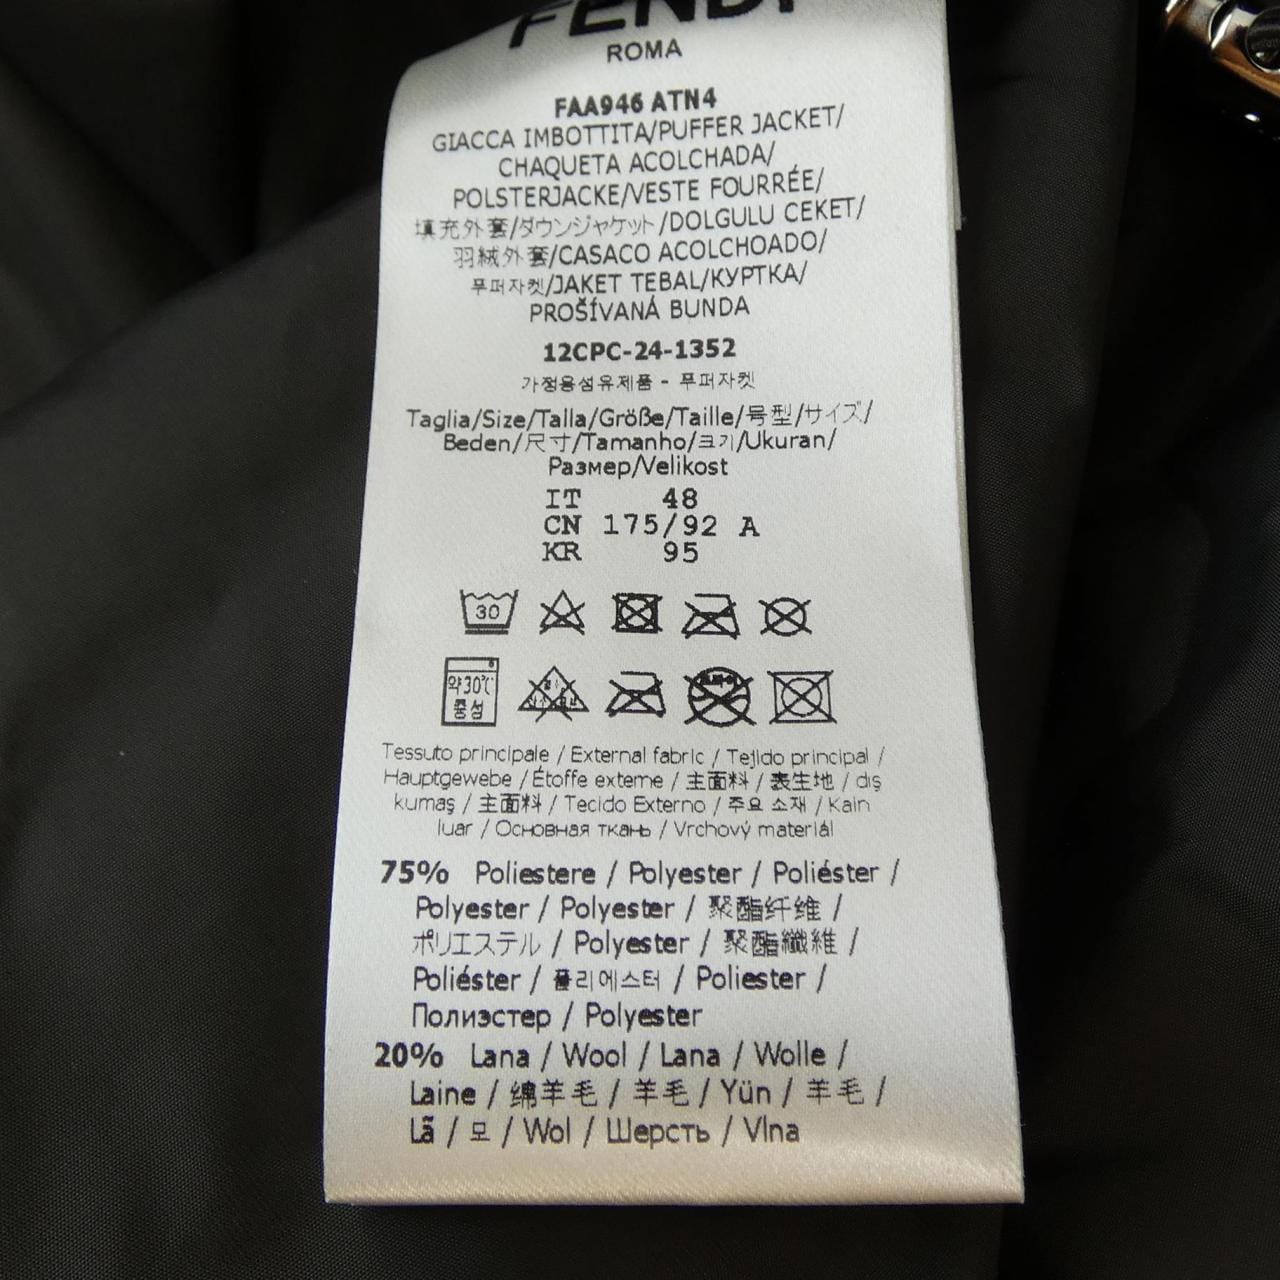 FENDI
ROMA
FAA946 ATN4
GIACCA IMBOTTITA/PUFFER JACKET/
CHAQUETA ACOLCHADA/
POLSTERJACKE/VESTE FOURRÉE/
填充外套/ダウンジャケット/DOLGULU CEKET/
羽絨外套/CASACO ACOLCHOADO/
푸퍼자켓/JAKET TEBAL/КУРТКА/
PROŠÍVANÁ BUNDA
12CPC-24-1352
가정용섬유제품 - 푸퍼자켓
Taglia/Size/Talla/Größe/Taille/号型/サイズ/
Beden/尺寸/Tamanho/크기/Ukuran/
Размер/Velikost
IT 48
CN 175/92 A
KR 95
30
약30℃
중성
Tessuto principale / External fabric / Tejido principal /
Hauptgewebe / Étoffe externe / 主面料 / 表生地 / dış
kumaş / 主面料 / Tecido Externo / 주요 소재 / Kain
luar / Основная ткань / Vrchový materiál
75% Poliestere / Polyester / Poliéster /
Polyester / Polyester / 聚酯纤维 /
ポリエステル / Polyester / 聚酯纖維 /
Poliéster / 폴리에스터 / Poliester /
Полиэстер / Polyester
20% Lana / Wool / Lana / Wolle /
Laine / 绵羊毛 / 羊毛 / Yün / 羊毛 /
Lã / 모 / Wol / Шерсть / Vlna